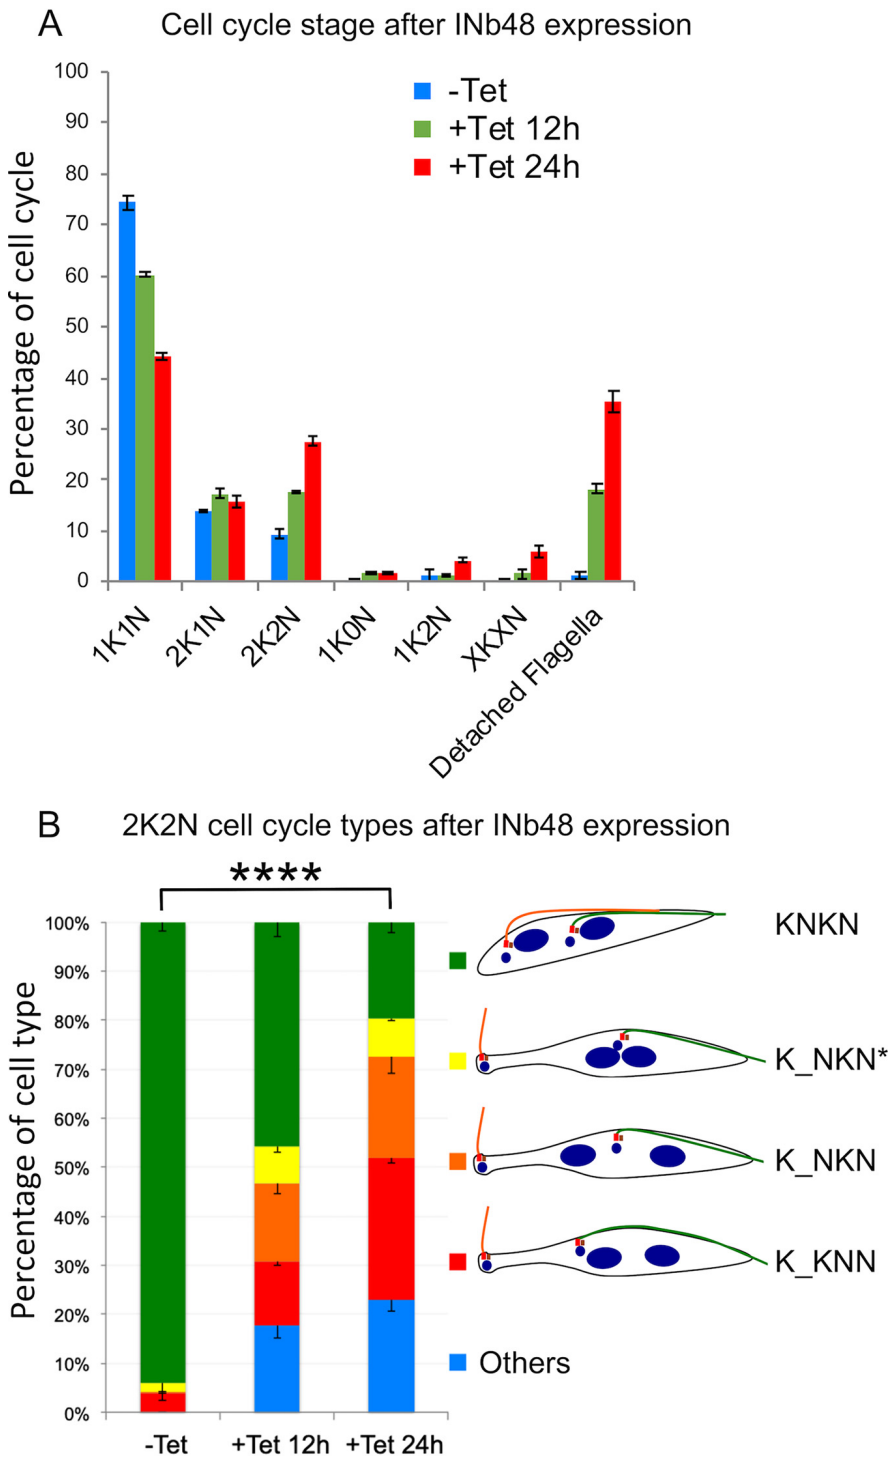 A
Cell cycle stage after INb48 expression
Percentage of cell cycle
100
90
80
70
60
50
40
30
20
10
0
-Tet
+Tet 12h
+Tet 24h
1K1N
2K1N
2K2N
1K0N
1K2N
XKXN
Detached Flagella
B
2K2N cell cycle types after INb48 expression
****
Percentage of cell type
100%
90%
80%
70%
60%
50%
40%
30%
20%
10%
0%
-Tet
+Tet 12h
+Tet 24h
KNKN
K_NKN*
K_NKN
K_KNN
Others